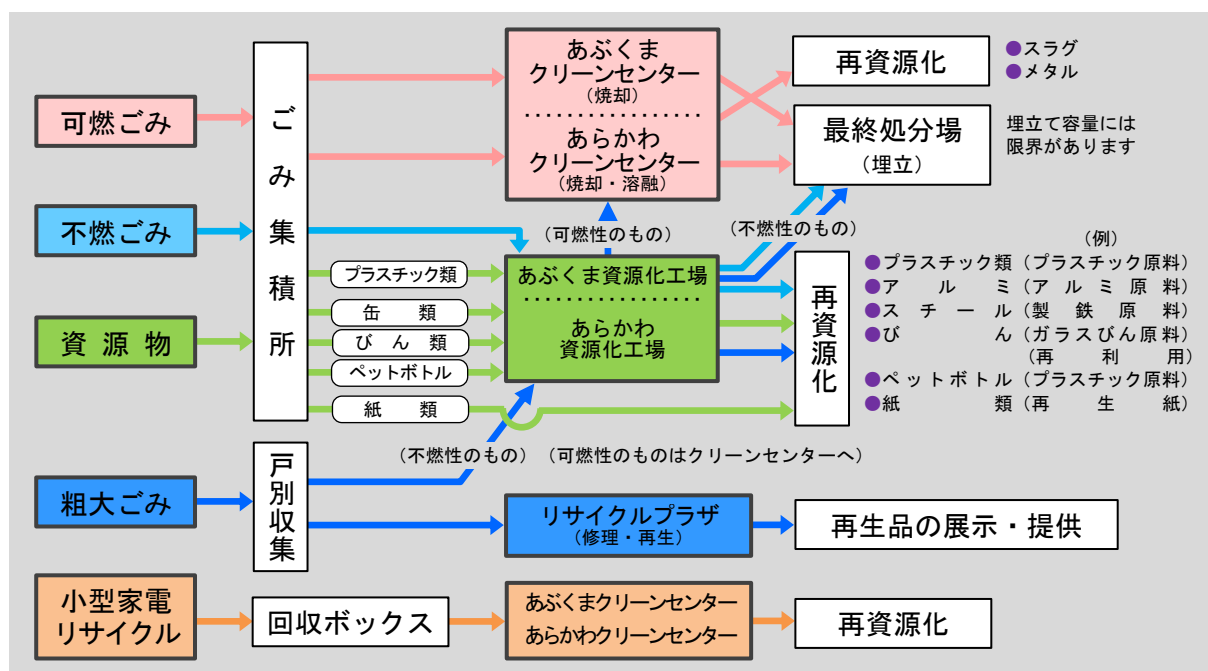 可燃ごみ
不燃ごみ
資源物
粗大ごみ
小型家電
リサイクル
ごみ集積所
戸別収集
回収ボックス
プラスチック類
缶類
びん類
ペットボトル
紙類
あぶくま
クリーンセンター
(焼却)
あらかわ
クリーンセンター
(焼却・溶融)
(可燃性のもの)
(不燃性のもの)
あぶくま資源化工場
あらかわ
資源化工場
(不燃性のもの)
(可燃性のものはクリーンセンターへ)
リサイクルプラザ
(修理・再生)
あぶくまクリーンセンター
あらかわクリーンセンター
再資源化
●スラグ
●メタル
最終処分場
(埋立)
埋立て容量には
限界があります
再資源化
(例)
●プラスチック類(プラスチック原料)
●アルミ(アルミ原料)
●スチール(製鉄原料)
●びん(ガラスびん原料)
(再利用)
●ペットボトル(プラスチック原料)
●紙類(再生紙)
再生品の展示・提供
再資源化